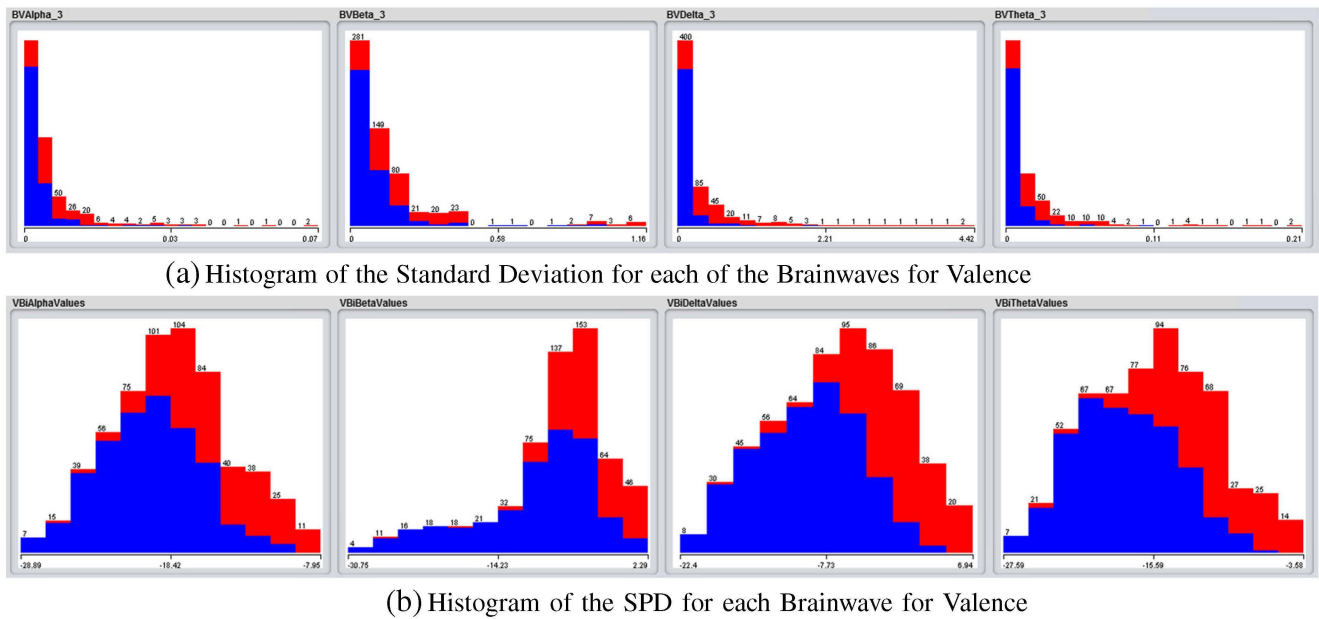 BVAlpha_3 BVBeta_3 BVDelta_3 BVTheta_3
281 400
149 80 85
50 26 20 6 4 4 2 5 3 3 3 0 0 1 0 1 0 0 2
21 20 23 0 1 1 0 1 2 7 3 6
45 20 11 7 8 5 3 1 1 1 1 1 1 1 1 1 2
50 22 10 10 10 4 2 1 0 1 4 1 1 0 1 1 0 2
0 0.03 0.07 0 0.58 1.16 0 2.21 4.42 0 0.11 0.21
(a) Histogram of the Standard Deviation for each of the Brainwaves for Valence
VBiAlphaValues VBiBetaValues VBiDeltaValues VBiThetaValues
7 15 39 56 75 101 104 84 40 38 25 11
4 11 16 18 18 21 32 75 137 153 64 46
8 30 45 56 64 84 95 86 69 38 20
7 21 52 67 67 77 94 76 68 27 25 14
-28.89 -18.42 -7.95 -30.75 -14.23 2.29 -22.4 -7.73 6.94 -27.59 -15.59 -3.58
(b) Histogram of the SPD for each Brainwave for Valence